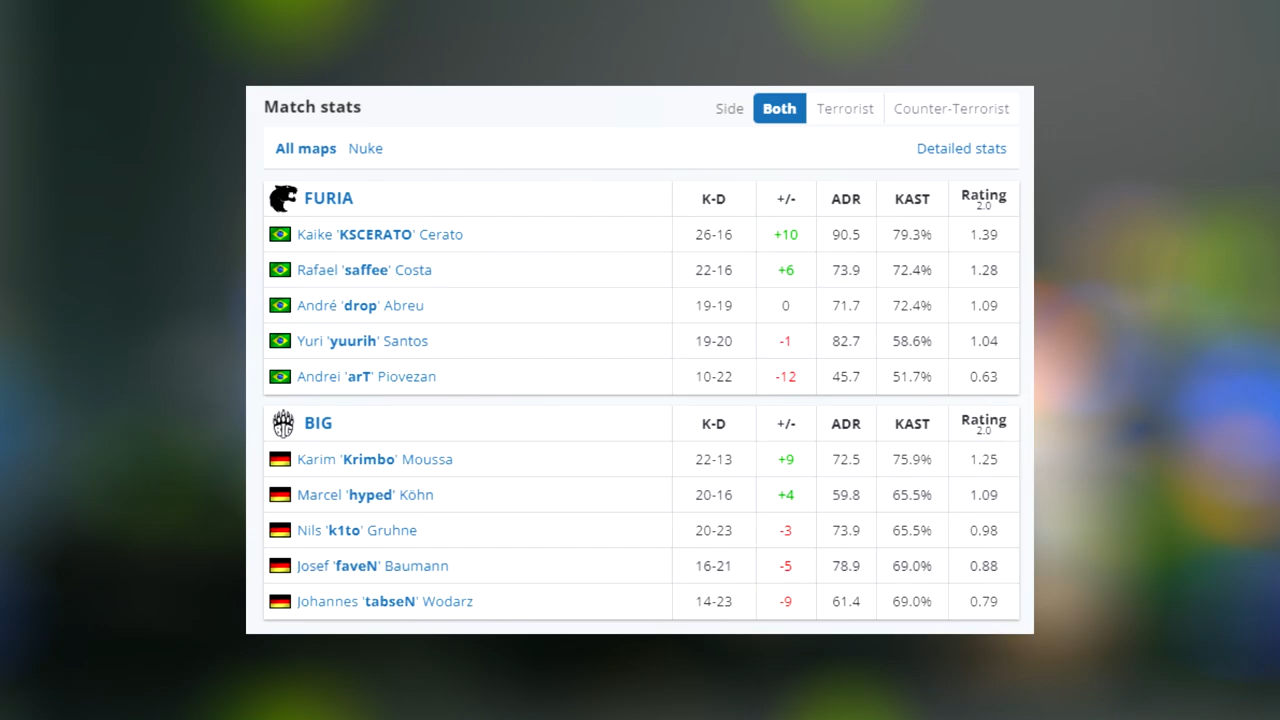 Match stats Side Both Terrorist Counter-Terrorist
All maps Nuke Detailed stats
FURIA K-D +/- ADR KAST Rating 2.0
Kaike 'KSCERATO' Cerato 26-16 +10 90.5 79.3% 1.39
Rafael 'saffee' Costa 22-16 +6 73.9 72.4% 1.28
André 'drop' Abreu 19-19 0 71.7 72.4% 1.09
Yuri 'yuurih' Santos 19-20 -1 82.7 58.6% 1.04
Andrei 'arT' Piovezan 10-22 -12 45.7 51.7% 0.63
BIG K-D +/- ADR KAST Rating 2.0
Karim 'Krimbo' Moussa 22-13 +9 72.5 75.9% 1.25
Marcel 'hyped' Köhn 20-16 +4 59.8 65.5% 1.09
Nils 'k1to' Gruhne 20-23 -3 73.9 65.5% 0.98
Josef 'faveN' Baumann 16-21 -5 78.9 69.0% 0.88
Johannes 'tabseN' Wodarz 14-23 -9 61.4 69.0% 0.79